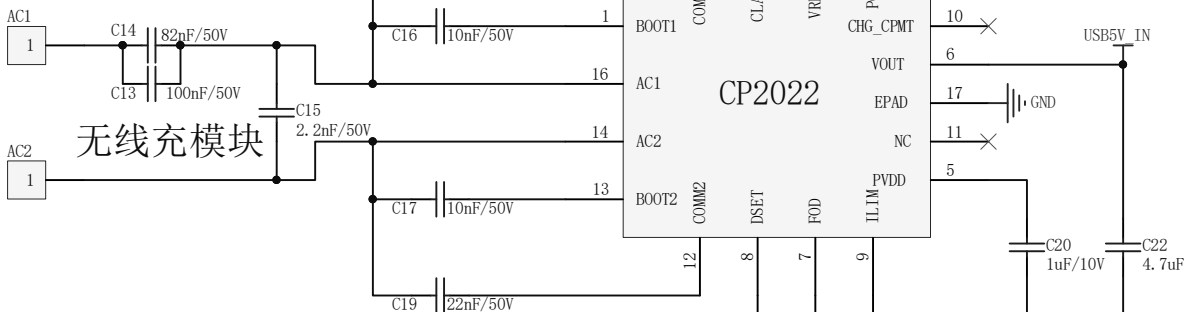 AC1
1
C14
82nF/50V
C13
100nF/50V
C15
2.2nF/50V
无线充模块
AC2
1
C16
10nF/50V
C17
10nF/50V
C19
22nF/50V
1
BOOT1
16
AC1
14
AC2
13
BOOT2
CP2022
COM
CLA
VRE
CHG_CPMT
10
VOUT
6
EPAD
17
GND
NC
11
PVDD
5
COMM2
12
DSET
8
FOD
7
ILIM
9
USB5V_IN
C20
1uF/10V
C22
4.7uF